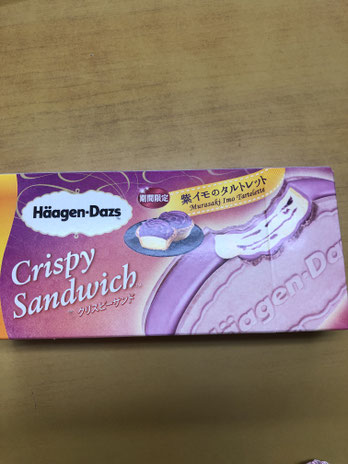 Häagen-Dazs
期間限定
紫イモのタルトレット
Murasaki Imo Tartelette
Crispy
Sandwich
クリスピーサンド
Häagen-Daz